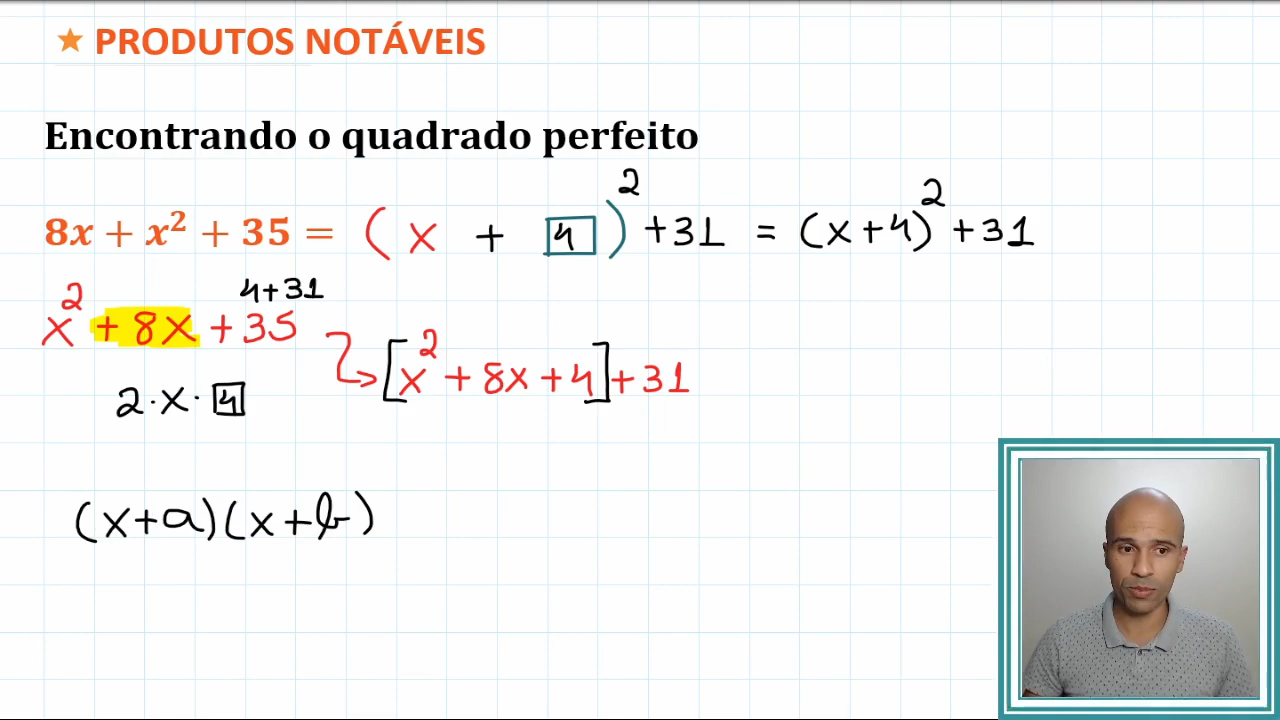 PRODUTOS NOTÁVEIS
Encontrando o quadrado perfeito
8x + x² + 35 = (x + 4)² + 31 = (x + 4)² + 31
4 + 31
x² + 8x + 35
[x² + 8x + 4] + 31
2 · x · 4
(x + a)(x + b)